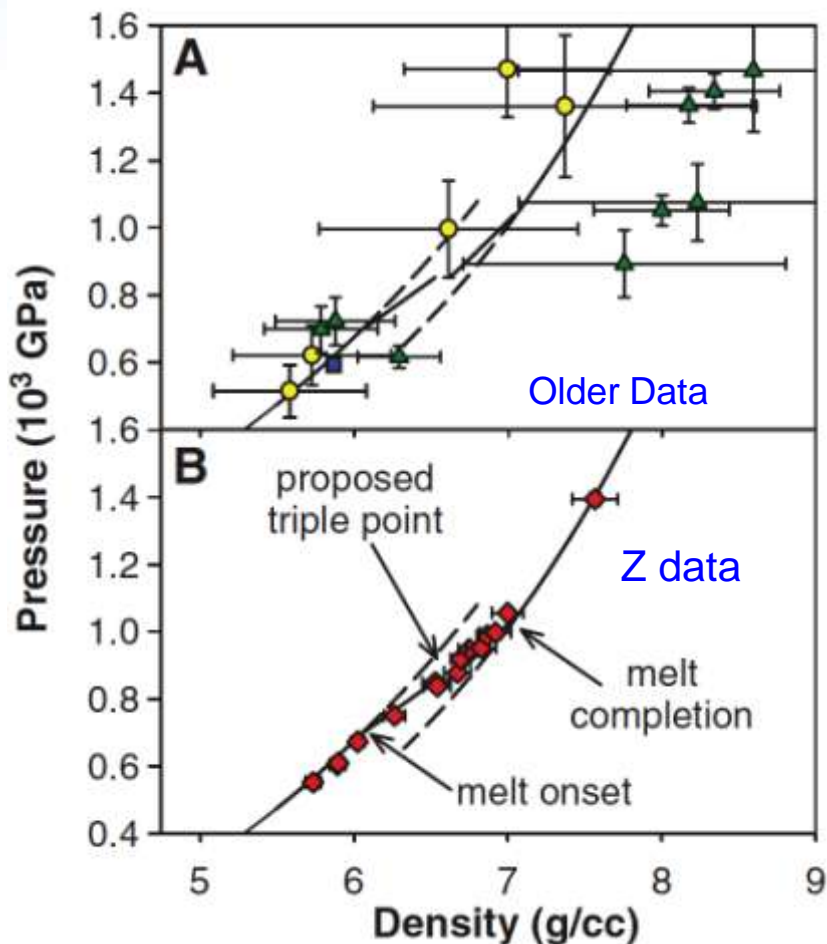 A
1.6
1.4
1.2
1.0
0.8
0.6
1.6
Older Data
Pressure (10³ GPa)
B
proposed
triple point
Z data
1.4
1.2
1.0
0.8
0.6
0.4
melt
completion
melt onset
5 6 7 8 9
Density (g/cc)